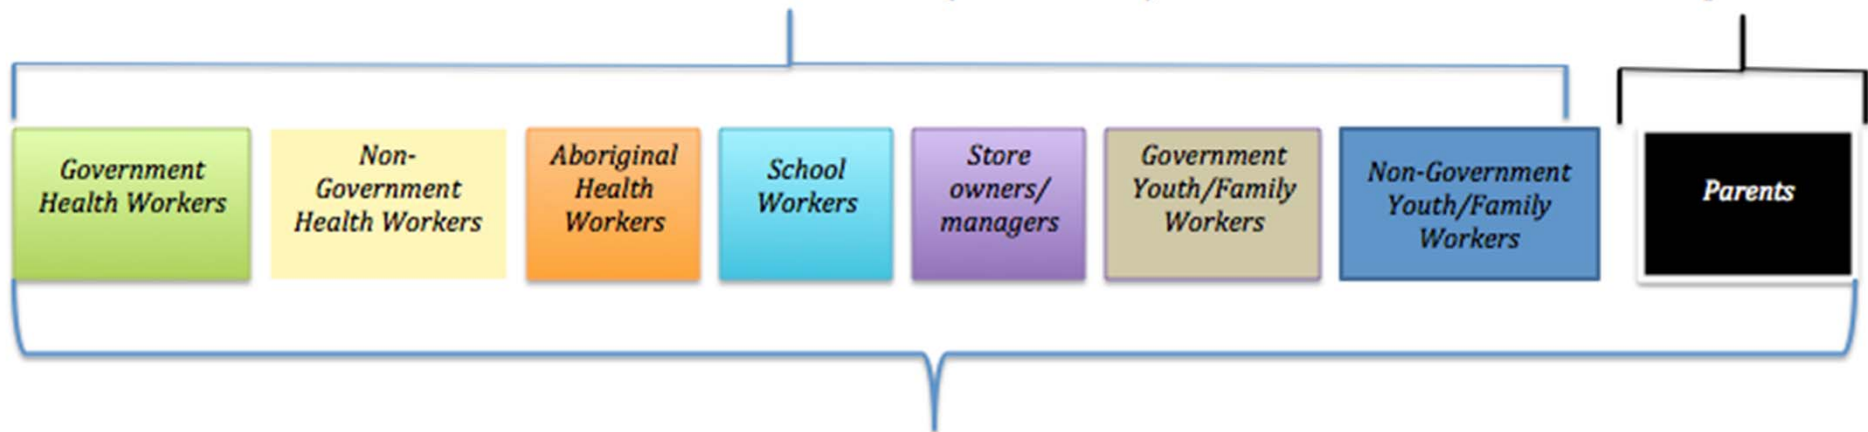 Government
Health Workers
Non-
Government
Health Workers
Aboriginal
Health
Workers
School
Workers
Store
owners/
managers
Government
Youth/Family
Workers
Non-Government
Youth/Family
Workers
Parents